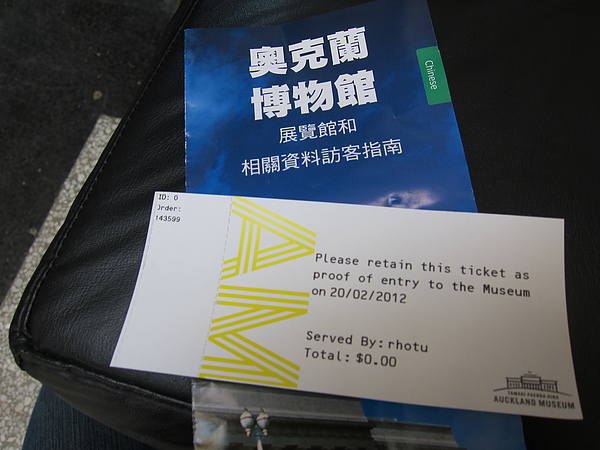 奧克蘭
博物館
展覽館和
相關資料訪客指南
Chinese
ID: 0
Order:
143599
AM
Please retain this ticket as
proof of entry to the Museum
on 20/02/2012
Served By: rhotu
Total: $0.00
TAMAKI PAENGA HIRA
AUCKLAND MUSEUM